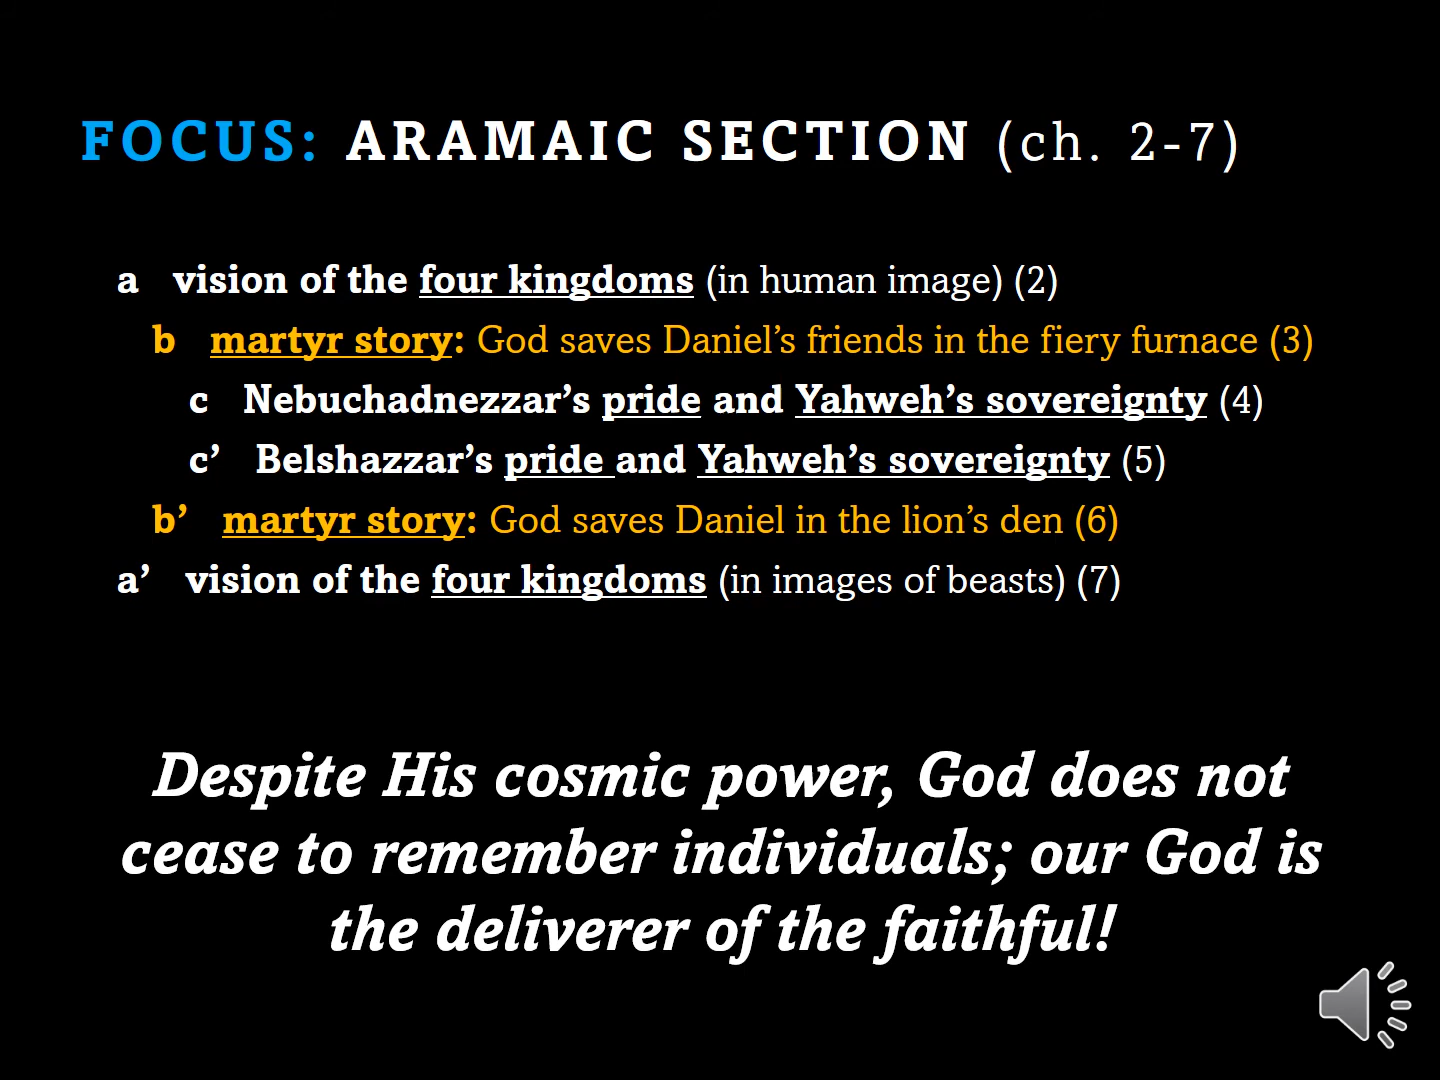 FOCUS: ARAMAIC SECTION (ch. 2-7)
a vision of the four kingdoms (in human image) (2)
b martyr story: God saves Daniel’s friends in the fiery furnace (3)
c Nebuchadnezzar’s pride and Yahweh’s sovereignty (4)
c’ Belshazzar’s pride and Yahweh’s sovereignty (5)
b’ martyr story: God saves Daniel in the lion’s den (6)
a’ vision of the four kingdoms (in images of beasts) (7)
Despite His cosmic power, God does not
cease to remember individuals; our God is
the deliverer of the faithful!